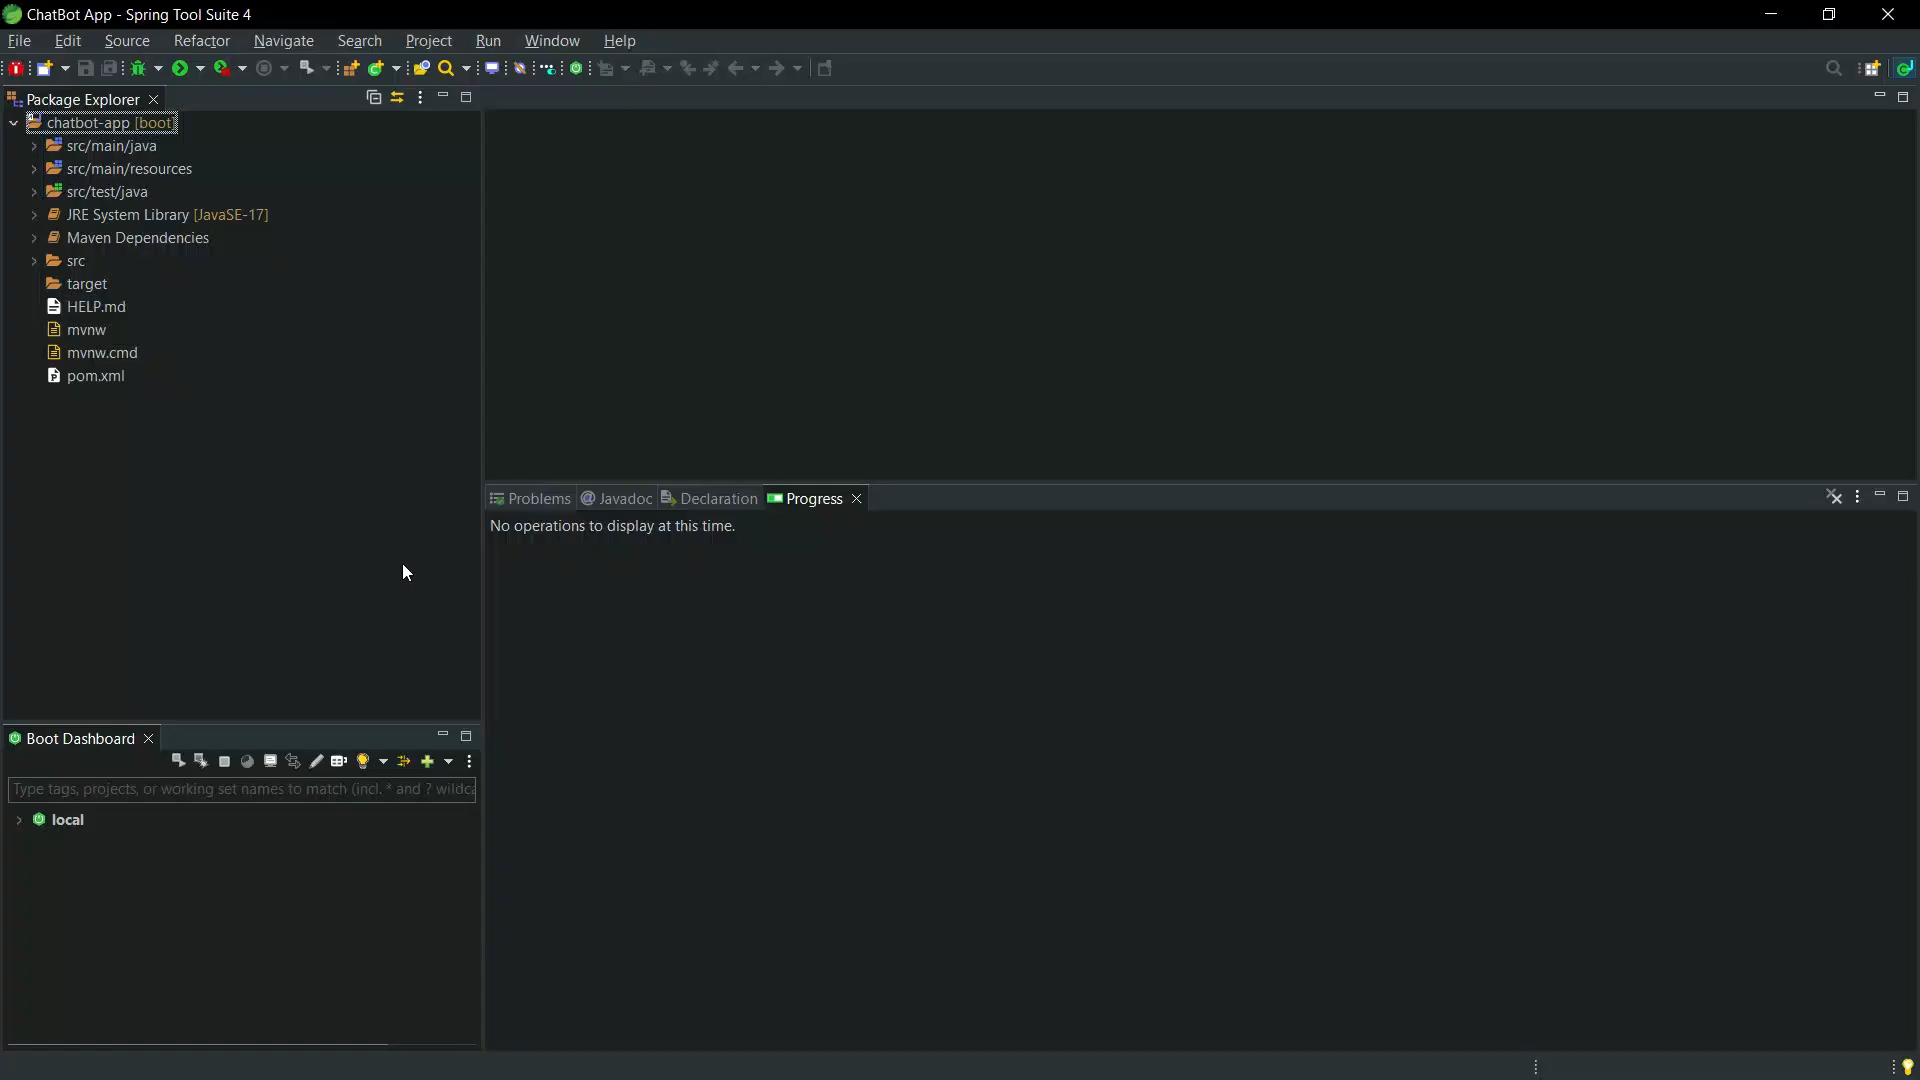 ChatBot App - Spring Tool Suite 4
File Edit Source Refactor Navigate Search Project Run Window Help
Package Explorer
chatbot-app [boot]
src/main/java
src/main/resources
src/test/java
JRE System Library [JavaSE-17]
Maven Dependencies
src
target
HELP.md
mvnw
mvnw.cmd
pom.xml
Problems Javadoc Declaration Progress
No operations to display at this time.
Boot Dashboard
Type tags, projects, or working set names to match (incl. * and ? wildca
local